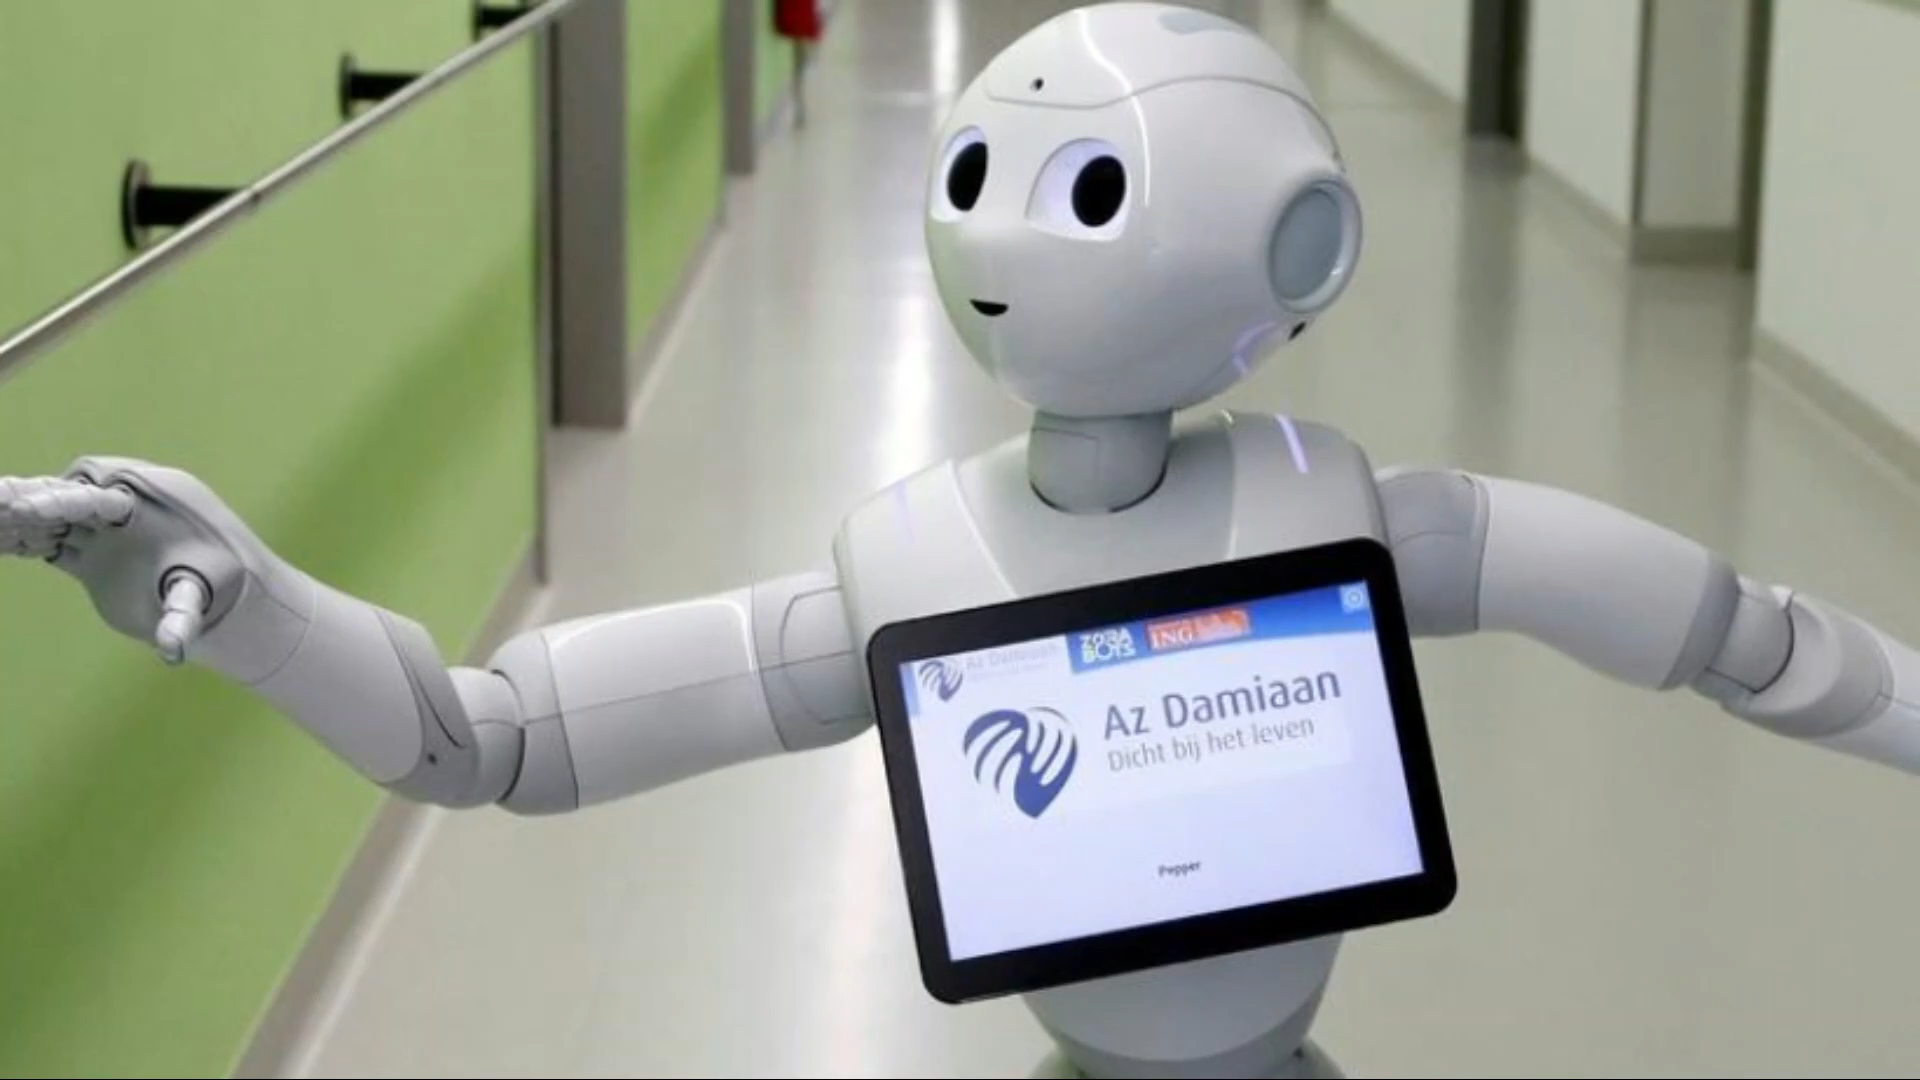 Az Damiaan
ZORA
BOTS
ING
Az Damiaan
Dicht bij het leven
Pepper